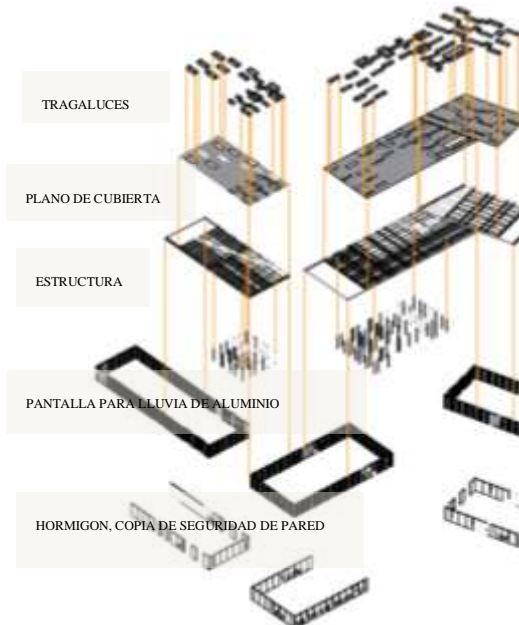 TRAGALUCES
PLANO DE CUBIERTA
ESTRUCTURA
PANTALLA PARA LLUVIA DE ALUMINIO
HORMIGON, COPIA DE SEGURIDAD DE PARED